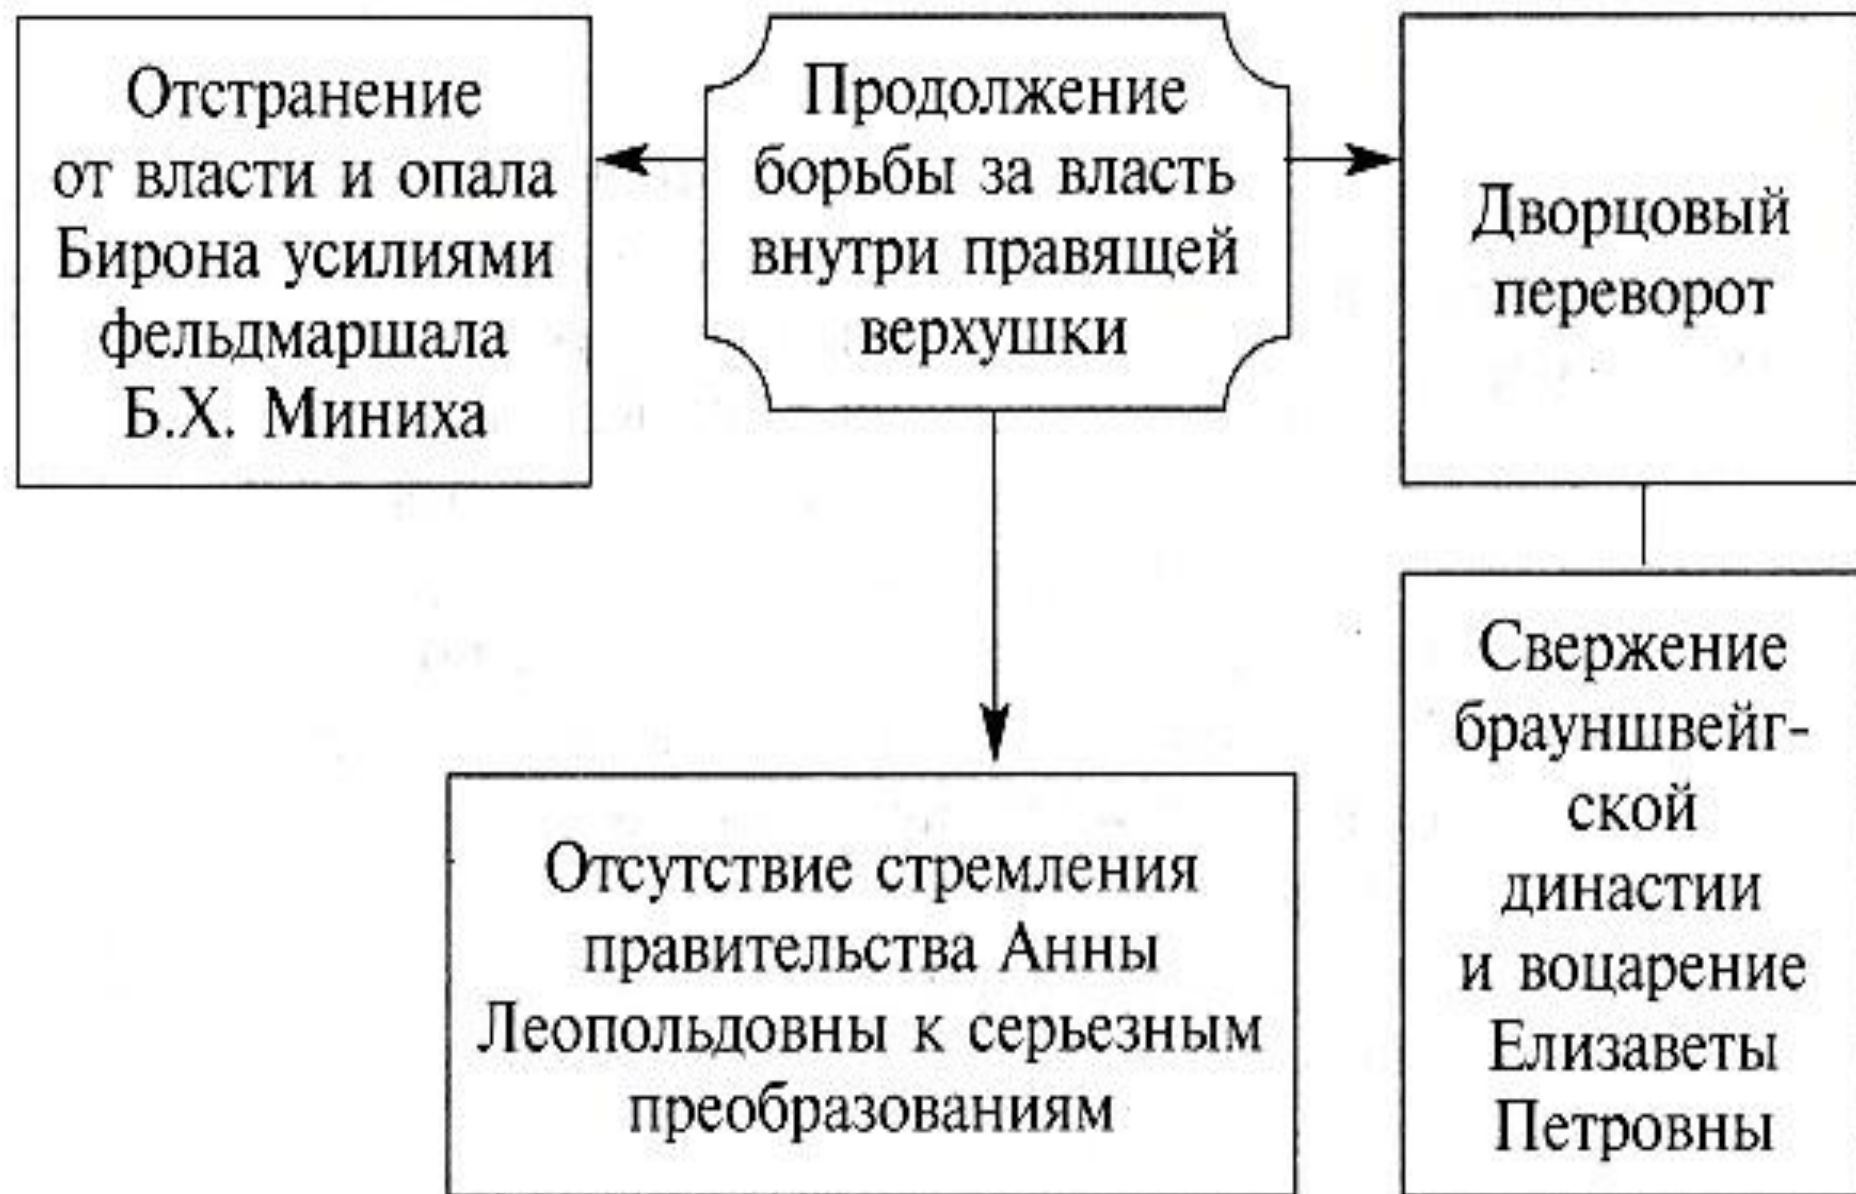 Отстранение
от власти и опала
Бирона усилиями
фельдмаршала
Б.Х. Миниха
Продолжение
борьбы за власть
внутри правящей
верхушки
Дворцовый
переворот
Отсутствие стремления
правительства Анны
Леопольдовны к серьезным
преобразованиям
Свержение
брауншвейг-
ской
династии
и воцарение
Елизаветы
Петровны